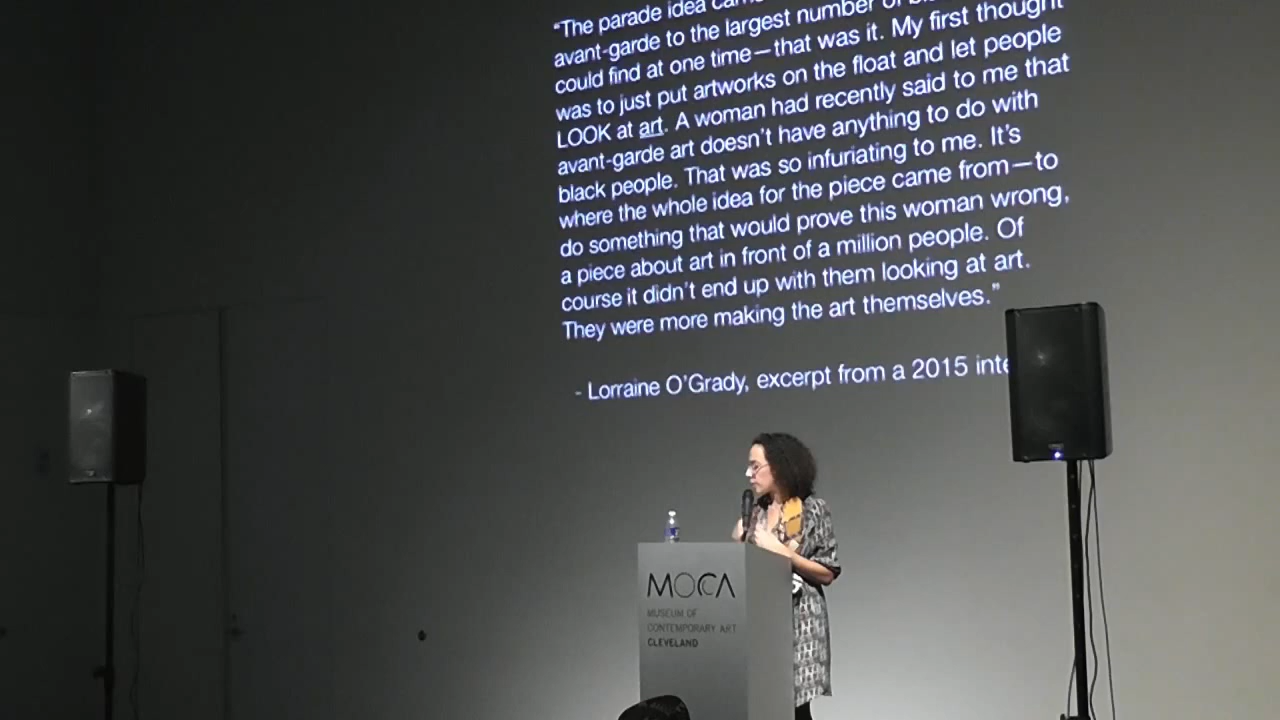 "The parade idea came
avant-garde to the largest number of
could find at one time—that was it. My first thought
was to just put artworks on the float and let people
LOOK at art. A woman had recently said to me that
avant-garde art doesn't have anything to do with
black people. That was so infuriating to me. It's
where the whole idea for the piece came from—to
do something that would prove this woman wrong,
a piece about art in front of a million people. Of
course it didn't end up with them looking at art.
They were more making the art themselves."
- Lorraine O'Grady, excerpt from a 2015
MOCA
MUSEUM OF
CONTEMPORARY ART
CLEVELAND